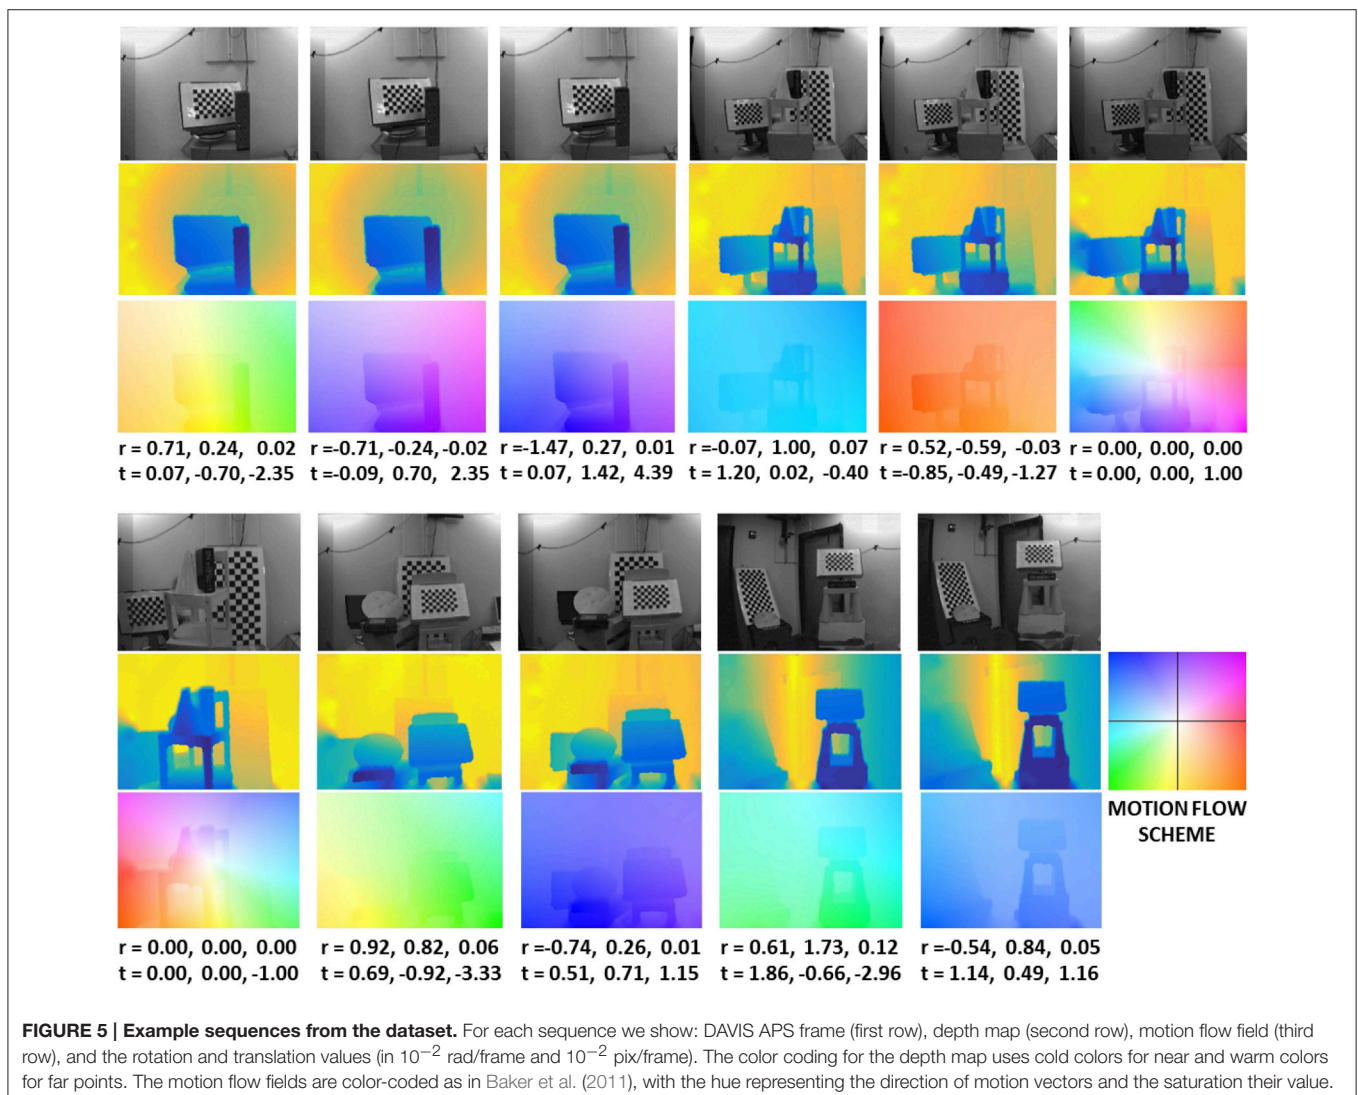 r = 0.71, 0.24, 0.02
t = 0.07, -0.70, -2.35
r =-0.71, -0.24, -0.02
t =-0.09, 0.70, 2.35
r =-1.47, 0.27, 0.01
t = 0.07, 1.42, 4.39
r =-0.07, 1.00, 0.07
t = 1.20, 0.02, -0.40
r = 0.52, -0.59, -0.03
t =-0.85, -0.49, -1.27
r = 0.00, 0.00, 0.00
t = 0.00, 0.00, 1.00
MOTION FLOW
SCHEME
r = 0.00, 0.00, 0.00
t = 0.00, 0.00, -1.00
r = 0.92, 0.82, 0.06
t = 0.69, -0.92, -3.33
r =-0.74, 0.26, 0.01
t = 0.51, 0.71, 1.15
r = 0.61, 1.73, 0.12
t = 1.86, -0.66, -2.96
r =-0.54, 0.84, 0.05
t = 1.14, 0.49, 1.16
FIGURE 5 | Example sequences from the dataset. For each sequence we show: DAVIS APS frame (first row), depth map (second row), motion flow field (third
row), and the rotation and translation values (in 10⁻² rad/frame and 10⁻² pix/frame). The color coding for the depth map uses cold colors for near and warm colors
for far points. The motion flow fields are color-coded as in Baker et al. (2011), with the hue representing the direction of motion vectors and the saturation their value.